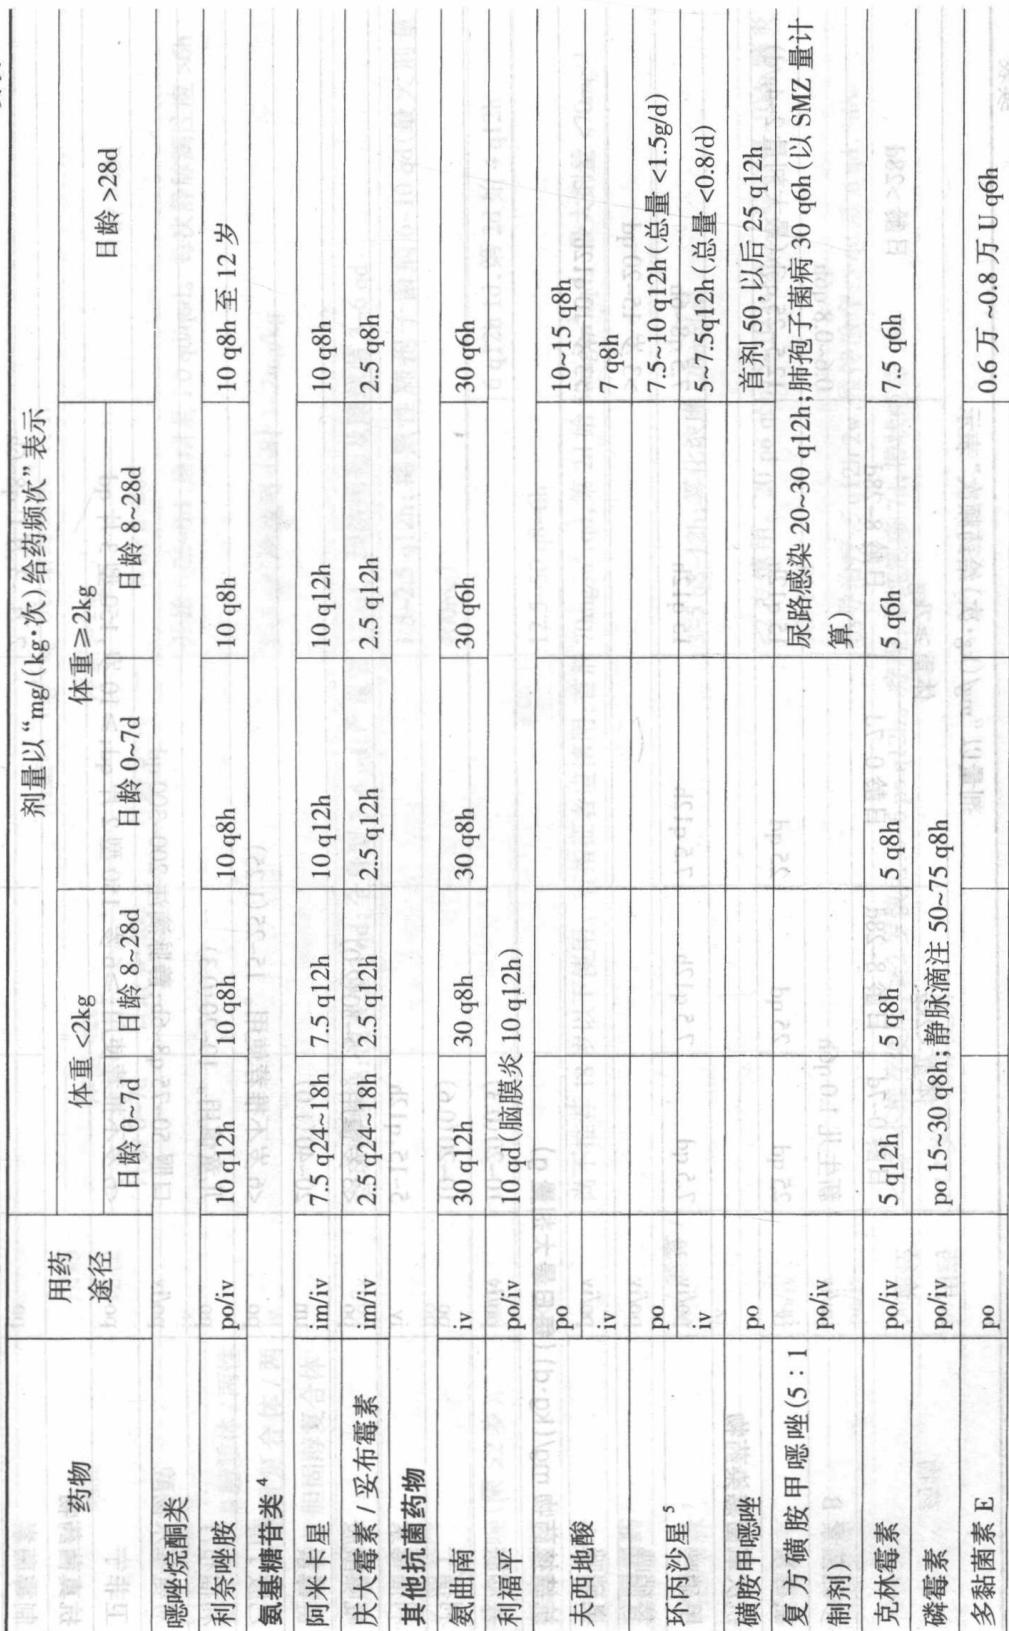 药物 用药途径 剂量以“mg/(kg·次)给药频次”表示
体重<2kg 体重≥2kg 日龄>28d
日龄 0~7d 日龄 8~28d 日龄 0~7d 日龄 8~28d
噁唑烷酮类
利奈唑胺 po/iv 10 q12h 10 q8h 10 q8h 10 q8h 10 q8h 至 12 岁
氨基糖苷类4
阿米卡星 im/iv 7.5 q24~18h 7.5 q12h 10 q12h 10 q12h 10 q8h
庆大霉素/妥布霉素 im/iv 2.5 q24~18h 2.5 q12h 2.5 q12h 2.5 q12h 2.5 q8h
其他抗菌药物
氨曲南 iv 30 q12h 30 q8h 30 q8h 30 q6h 30 q6h
利福平 po/iv 10 qd(脑膜炎 10 q12h)
夫西地酸 po 10~15 q8h
iv 7 q8h
环丙沙星5 po 7.5~10 q12h(总量<1.5g/d)
iv 5~7.5q12h(总量<0.8/d)
磺胺甲噁唑 po 首剂 50,以后 25 q12h
复方磺胺甲噁唑(5:1 po/iv 尿路感染 20~30 q12h;肺孢子菌病 30 q6h(以 SMZ 量计
制剂) 算)
克林霉素 po/iv 5 q12h 5 q8h 5 q8h 5 q6h 7.5 q6h
磷霉素 po/iv po 15~30 q8h;静脉滴注 50~75 q8h
多黏菌素 E po 0.6 万~0.8 万 U q6h